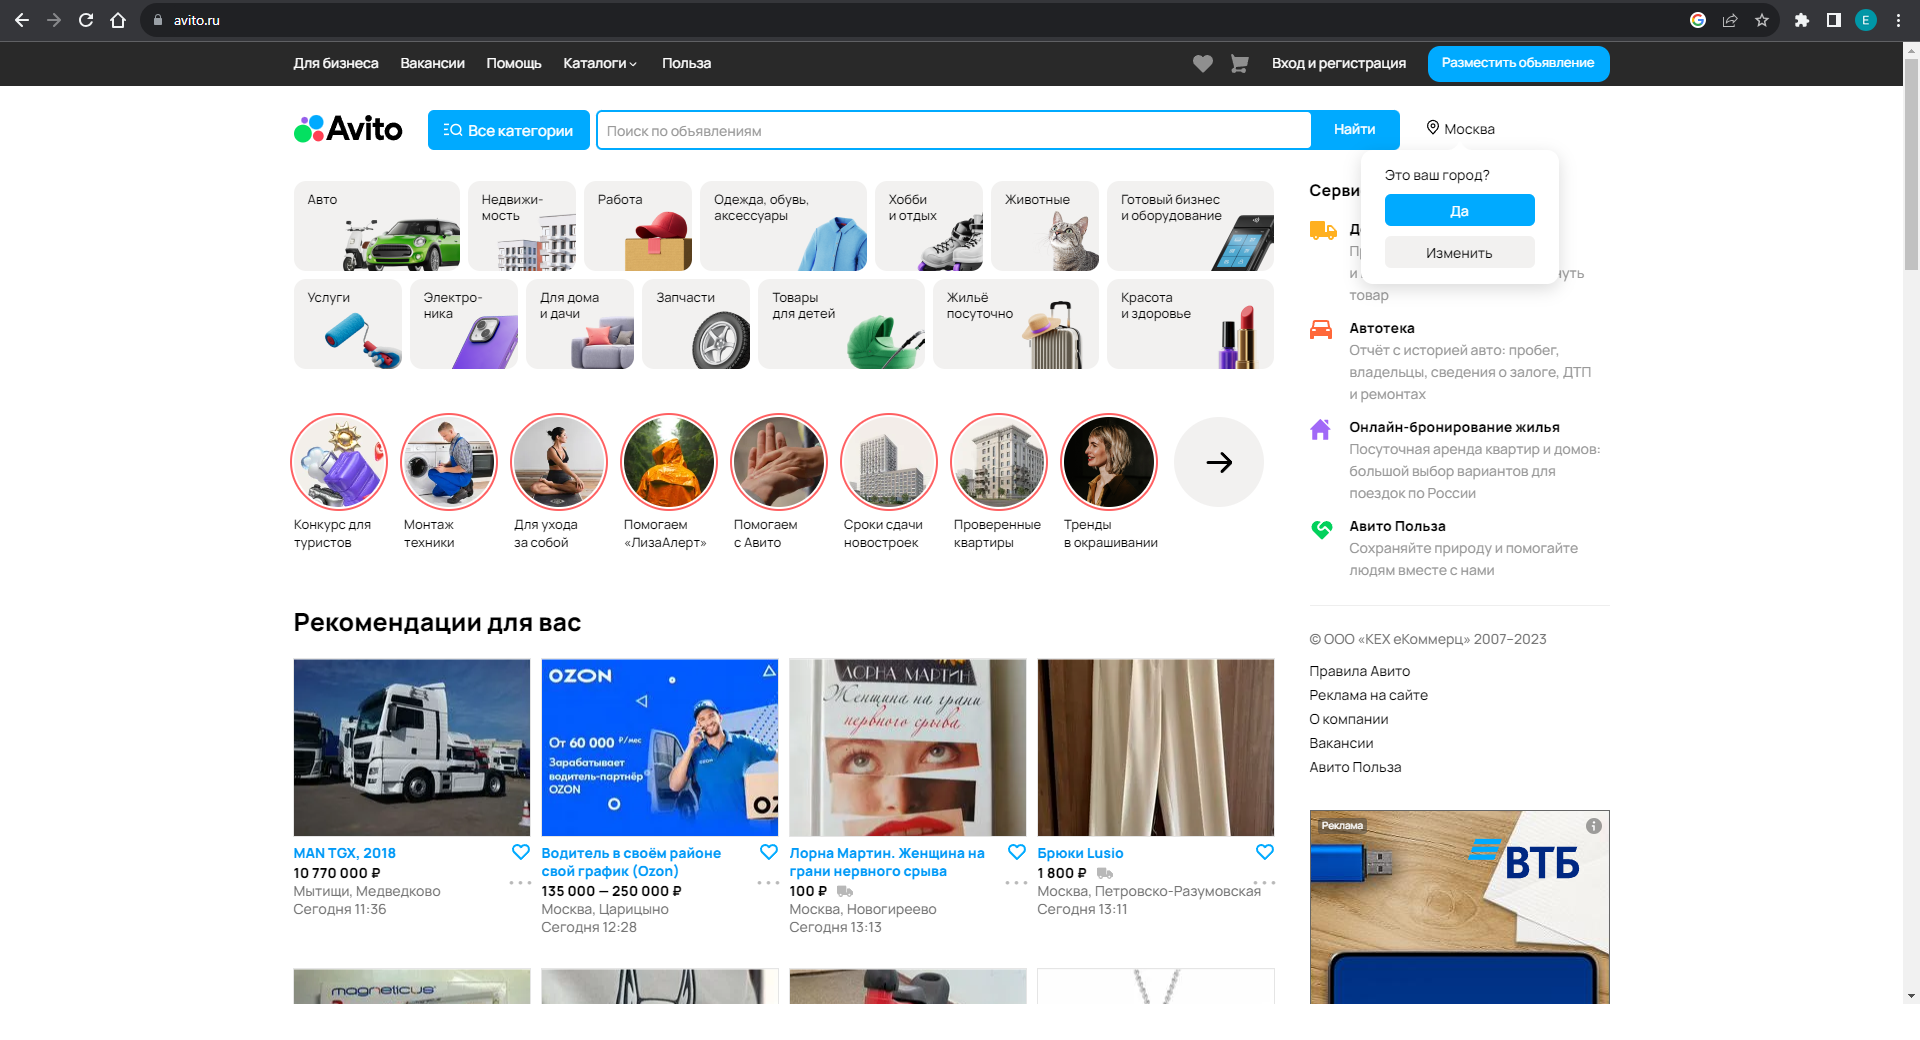 avito.ru
E
Для бизнеса
Вакансии
Помощь
Каталоги
Польза
Вход и регистрация
Разместить объявление
Avito
Все категории
Поиск по объявлениям
Найти
Москва
Это ваш город?
Да
Изменить
Авто
Недвижи-
мость
Работа
Одежда, обувь,
аксессуары
Хобби
и отдых
Животные
Готовый бизнес
и оборудование
Услуги
Электро-
ника
Для дома
и дачи
Запчасти
Товары
для детей
Жильё
посуточно
Красота
и здоровье
Конкурс для
туристов
Монтаж
техники
Для ухода
за собой
Помогаем
«ЛизаАлерт»
Помогаем
с Авито
Сроки сдачи
новостроек
Проверенные
квартиры
Тренды
в окрашивании
Рекомендации для вас
MAN TGX, 2018
10 770 000 ₽
Мытищи, Медведково
Сегодня 11:36
OZON
От 60 000 ₽/мес
Зарабатывает
водитель-партнёр
OZON
Водитель в своём районе
свой график (Ozon)
135 000 — 250 000 ₽
Москва, Царицыно
Сегодня 12:28
ЛОРНА МАРТИН
Женщина на грани
нервного срыва
Лорна Мартин. Женщина на
грани нервного срыва
100 ₽
Москва, Новогиреево
Сегодня 13:13
Брюки Lusio
1 800 ₽
Москва, Петровско-Разумовская
Сегодня 13:11
magneticus
Серви
и
товар
Автотека
Отчёт с историей авто: пробег,
владельцы, сведения о залоге, ДТП
и ремонтах
Онлайн-бронирование жилья
Посуточная аренда квартир и домов:
большой выбор вариантов для
поездок по России
Авито Польза
Сохраняйте природу и помогайте
людям вместе с нами
© ООО «КЕХ еКоммерц» 2007–2023
Правила Авито
Реклама на сайте
О компании
Вакансии
Авито Польза
Реклама
ВТБ